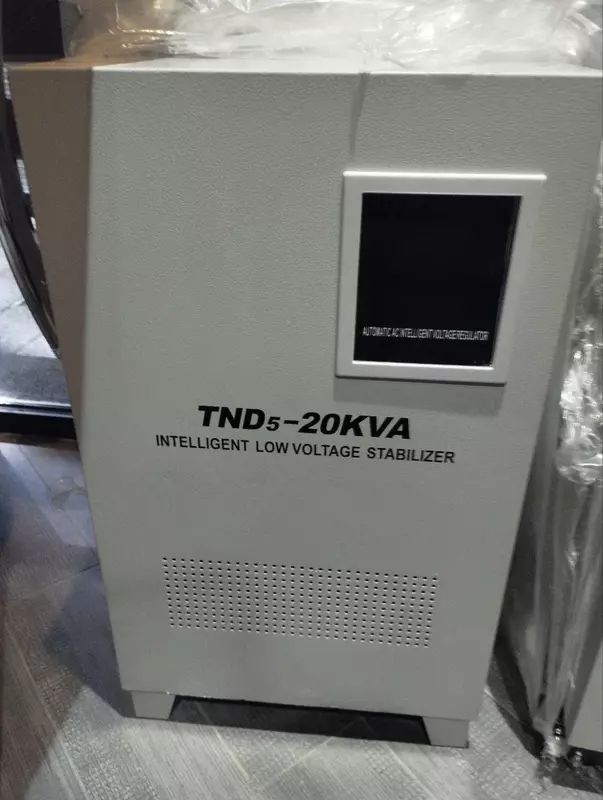 AUTOMATIC AC INTELLIGENT VOLTAGE REGULATOR
TND5-20KVA
INTELLIGENT LOW VOLTAGE STABILIZER